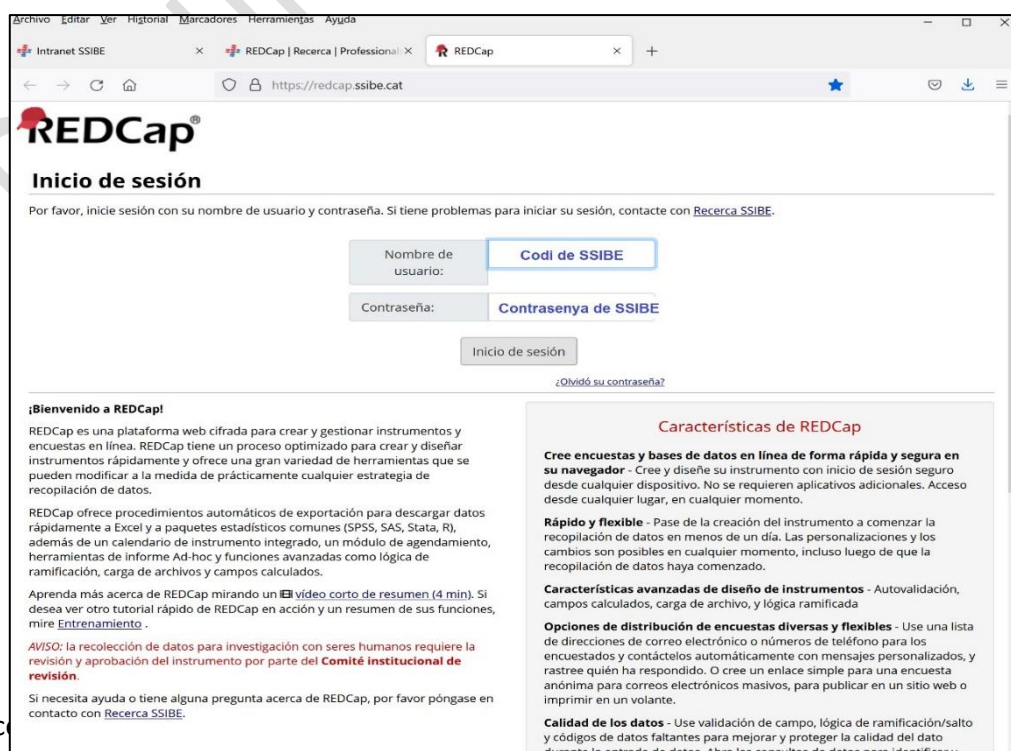 Archivo Editar Ver Historial Marcadores Herramientas Ayuda
Intranet SSIBE
REDCap | Recerca | Professional
REDCap
https://redcap.ssibe.cat
REDCap®
Inicio de sesión
Por favor, inicie sesión con su nombre de usuario y contraseña. Si tiene problemas para iniciar su sesión, contacte con Recerca SSIBE.
Nombre de
usuario:
Codi de SSIBE
Contraseña:
Contrasenya de SSIBE
Inicio de sesión
¿Olvidó su contraseña?
¡Bienvenido a REDCap!
REDCap es una plataforma web cifrada para crear y gestionar instrumentos y
encuestas en línea. REDCap tiene un proceso optimizado para crear y diseñar
instrumentos rápidamente y ofrece una gran variedad de herramientas que se
pueden modificar a la medida de prácticamente cualquier estrategia de
recopilación de datos.
REDCap ofrece procedimientos automáticos de exportación para descargar datos
rápidamente a Excel y a paquetes estadísticos comunes (SPSS, SAS, Stata, R),
además de un calendario de instrumento integrado, un módulo de agendamiento,
herramientas de informe Ad-hoc y funciones avanzadas como lógica de
ramificación, carga de archivos y campos calculados.
Aprenda más acerca de REDCap mirando un vídeo corto de resumen (4 min). Si
desea ver otro tutorial rápido de REDCap en acción y un resumen de sus funciones,
mire Entrenamiento .
AVISO: la recolección de datos para investigación con seres humanos requiere la
revisión y aprobación del instrumento por parte del Comité institucional de
revisión.
Si necesita ayuda o tiene alguna pregunta acerca de REDCap, por favor póngase en
contacto con Recerca SSIBE.
Características de REDCap
Cree encuestas y bases de datos en línea de forma rápida y segura en
su navegador - Cree y diseñe su instrumento con inicio de sesión seguro
desde cualquier dispositivo. No se requieren aplicativos adicionales. Acceso
desde cualquier lugar, en cualquier momento.
Rápido y flexible - Pase de la creación del instrumento a comenzar la
recopilación de datos en menos de un día. Las personalizaciones y los
cambios son posibles en cualquier momento, incluso luego de que la
recopilación de datos haya comenzado.
Características avanzadas de diseño de instrumentos - Autovalidación,
campos calculados, carga de archivo, y lógica ramificada
Opciones de distribución de encuestas diversas y flexibles - Use una lista
de direcciones de correo electrónico o números de teléfono para los
encuestados y contáctelos automáticamente con mensajes personalizados, y
rastree quién ha respondido. O cree un enlace simple para una encuesta
anónima para correos electrónicos masivos, para publicar en un sitio web o
imprimir en un volante.
Calidad de los datos - Use validación de campo, lógica de ramificación/salto
y códigos de datos faltantes para mejorar y proteger la calidad del dato